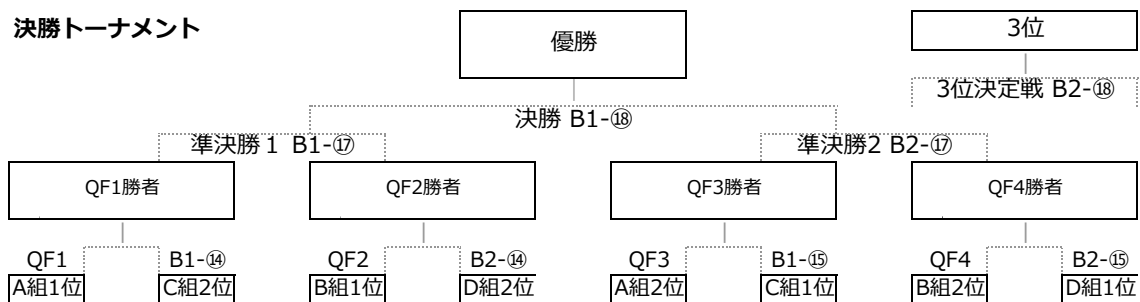 決勝トーナメント
優勝
3位
3位決定戦 B2-⑱
決勝 B1-⑱
準決勝１ B1-⑰
準決勝2 B2-⑰
QF1勝者
QF2勝者
QF3勝者
QF4勝者
QF1 B1-⑭ QF2 B2-⑭ QF3 B1-⑮ QF4 B2-⑮
A組1位 C組2位 B組1位 D組2位 A組2位 C組1位 B組2位 D組1位